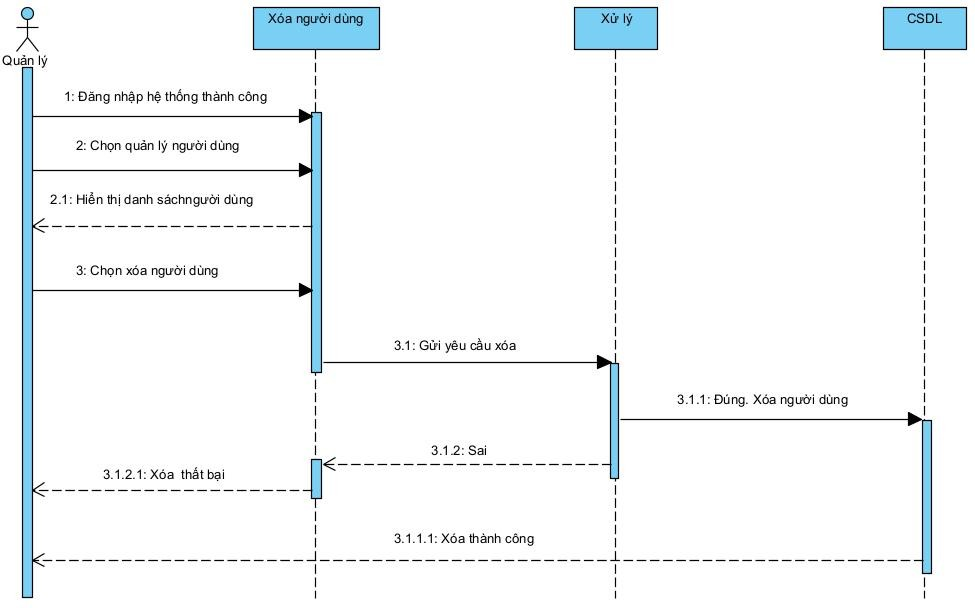 Xóa người dùng
Xử lý
CSDL
Quản lý
1: Đăng nhập hệ thống thành công
2: Chọn quản lý người dùng
2.1: Hiển thị danh sáchngười dùng
3: Chọn xóa người dùng
3.1: Gửi yêu cầu xóa
3.1.1: Đúng. Xóa người dùng
3.1.2: Sai
3.1.2.1: Xóa  thất bại
3.1.1.1: Xóa thành công